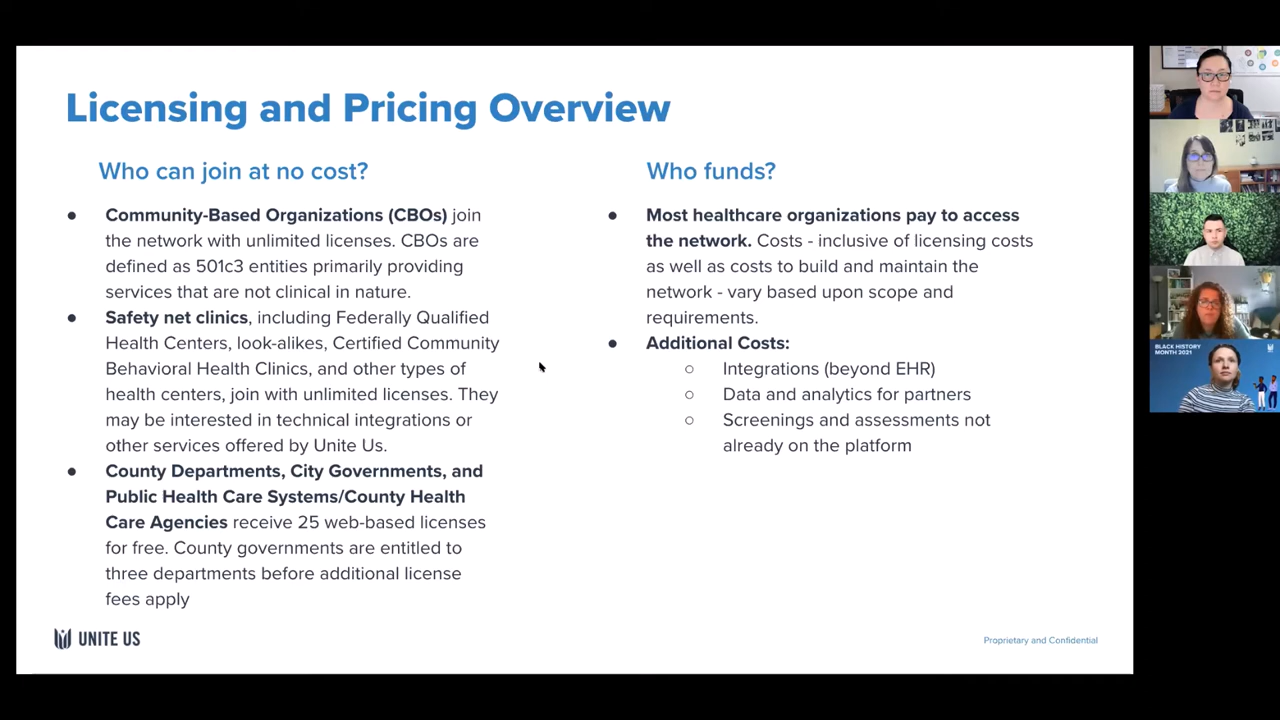 Licensing and Pricing Overview
Who can join at no cost?
● Community-Based Organizations (CBOs) join
the network with unlimited licenses. CBOs are
defined as 501c3 entities primarily providing
services that are not clinical in nature.
● Safety net clinics, including Federally Qualified
Health Centers, look-alikes, Certified Community
Behavioral Health Clinics, and other types of
health centers, join with unlimited licenses. They
may be interested in technical integrations or
other services offered by Unite Us.
● County Departments, City Governments, and
Public Health Care Systems/County Health
Care Agencies receive 25 web-based licenses
for free. County governments are entitled to
three departments before additional license
fees apply
Who funds?
● Most healthcare organizations pay to access
the network. Costs - inclusive of licensing costs
as well as costs to build and maintain the
network - vary based upon scope and
requirements.
● Additional Costs:
○ Integrations (beyond EHR)
○ Data and analytics for partners
○ Screenings and assessments not
already on the platform
UNITE US
Proprietary and Confidential
BLACK HISTORY
MONTH 2021